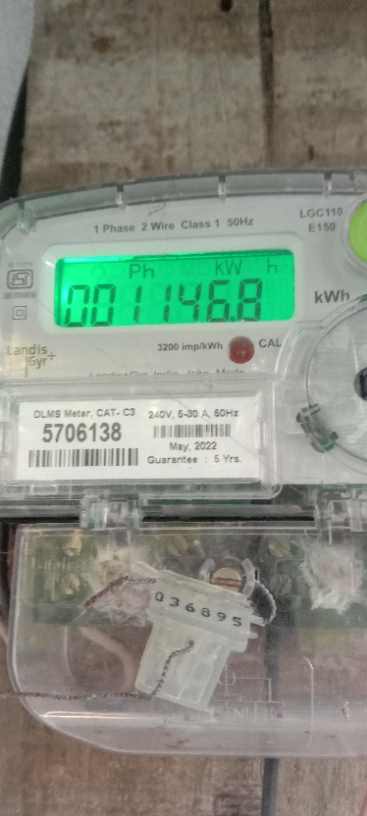 1 Phase 2 Wire Class 1 50Hz
LGC110
E150
Ph kW h
001146.8
kWh
Landis
Gyr+
3200 imp/kWh
CAL
DLMS Meter, CAT- C3
5706138
240V, 5-30 A, 50Hz
May, 2022
Guarantee : 5 Yrs.
036895